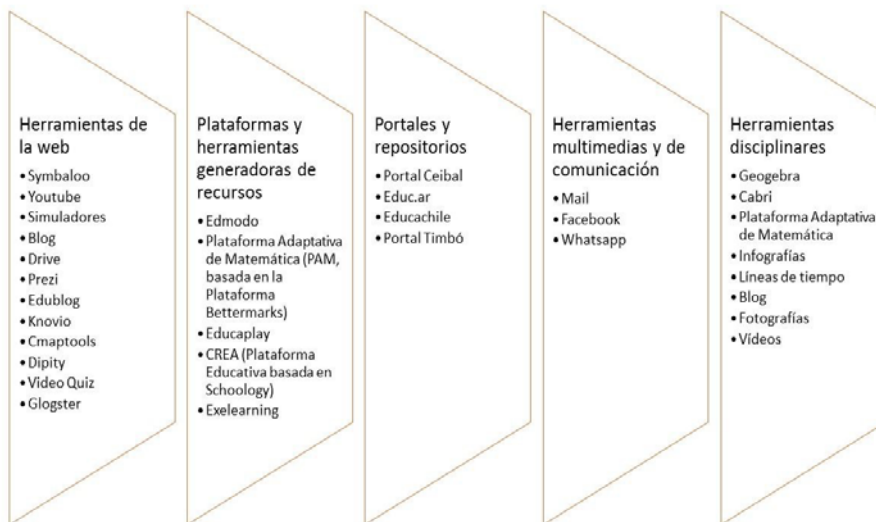 Herramientas de
la web
• Symbaloo
• Youtube
• Simuladores
• Blog
• Drive
• Prezi
• Edublog
• Knovio
• Cmaptools
• Dipity
• Video Quiz
• Glogster
Plataformas y
herramientas
generadoras de
recursos
• Edmodo
• Plataforma Adaptativa
de Matemática (PAM,
basada en la
Plataforma
Bettermarks)
• Educaplay
• CREA (Plataforma
Educativa basada en
Schoology)
• Exelearning
Portales y
repositorios
• Portal Ceibal
• Educ.ar
• Educachile
• Portal Timbó
Herramientas
multimedias y de
comunicación
• Mail
• Facebook
• Whatsapp
Herramientas
disciplinares
• Geogebra
• Cabri
• Plataforma Adaptativa
de Matemática
• Infografías
• Líneas de tiempo
• Blog
• Fotografías
• Vídeos